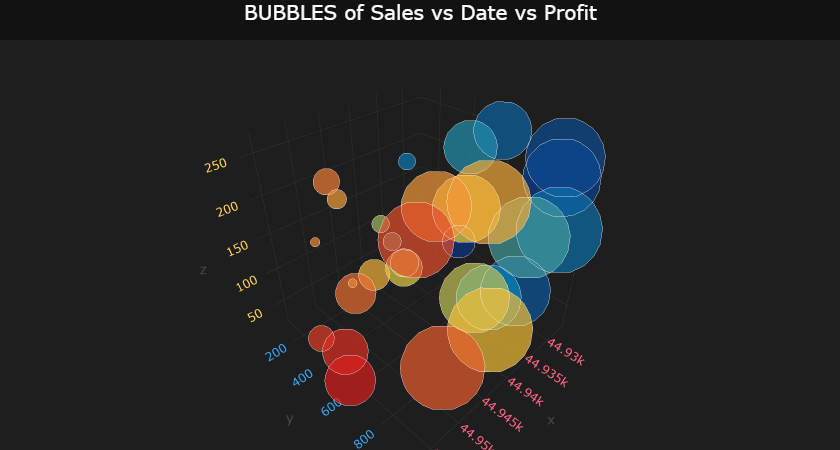 BUBBLES of Sales vs Date vs Profit
250
200
150
100
50
z
200
400
600
800
y
44.93k
44.935k
44.94k
44.945k
44.95k
x